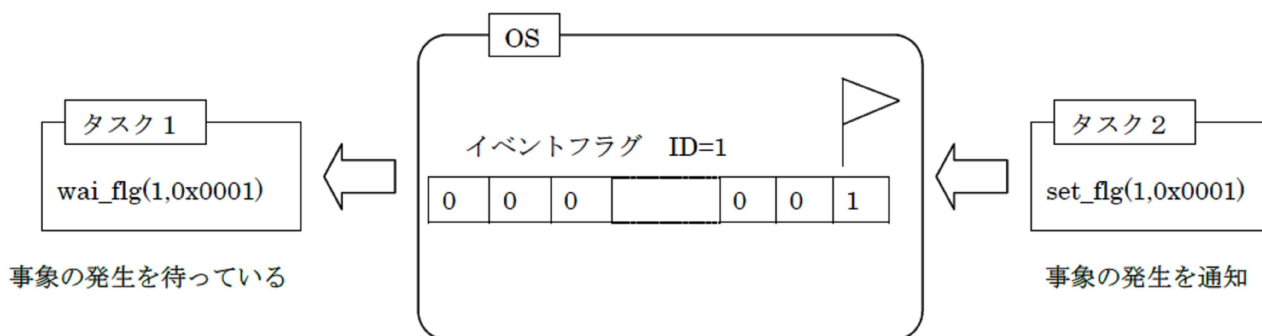 OS
タスク1
wai_flg(1,0x0001)
事象の発生を待っている
イベントフラグ ID=1
0 0 0 0 0 1
タスク2
set_flg(1,0x0001)
事象の発生を通知